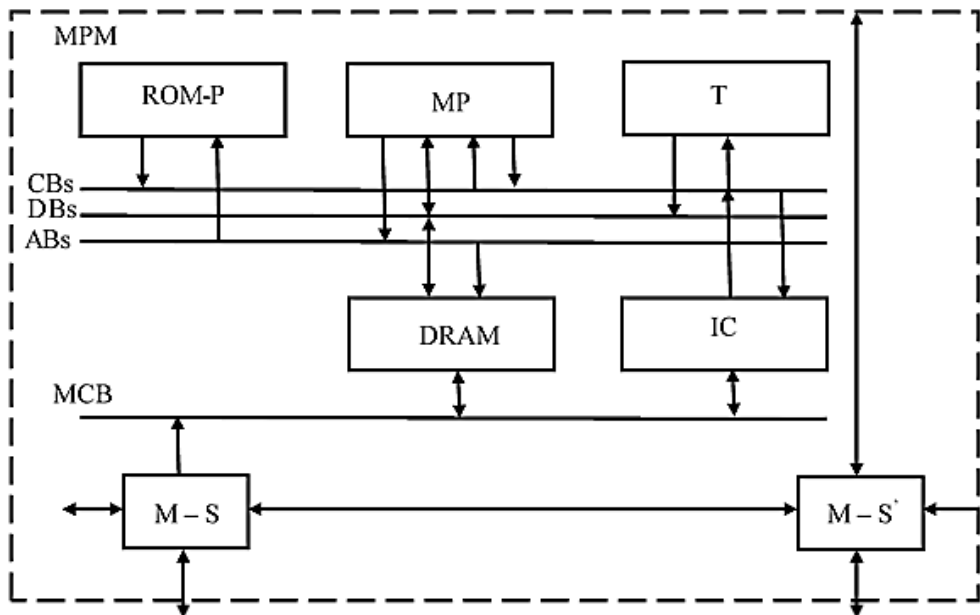 MPM
ROM-P
MP
T
CBs
DBs
ABs
DRAM
IC
MCB
M – S
M – S'